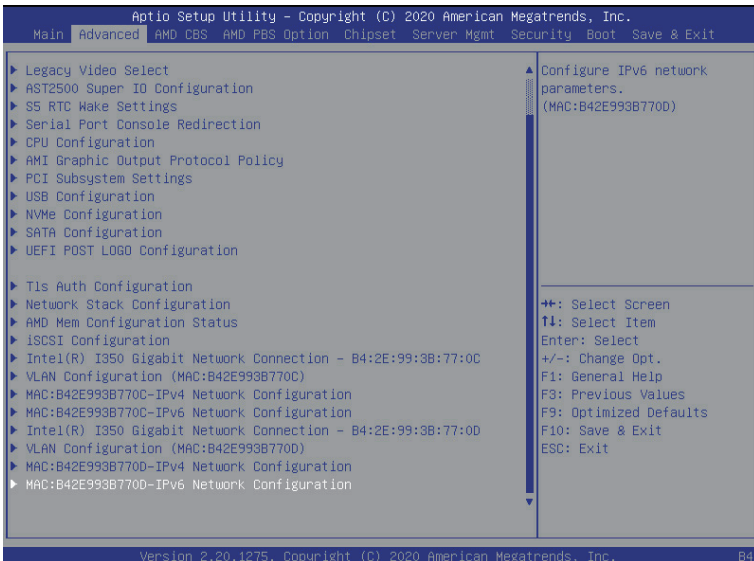 Aptio Setup Utility – Copyright (C) 2020 American Megatrends, Inc.
Main Advanced AMD CBS AMD PBS Option Chipset Server Mgmt Security Boot Save & Exit
Legacy Video Select
AST2500 Super IO Configuration
S5 RTC Wake Settings
Serial Port Console Redirection
CPU Configuration
AMI Graphic Output Protocol Policy
PCI Subsystem Settings
USB Configuration
NVMe Configuration
SATA Configuration
UEFI POST LOGO Configuration
Tls Auth Configuration
Network Stack Configuration
AMD Mem Configuration Status
iSCSI Configuration
Intel(R) I350 Gigabit Network Connection – B4:2E:99:3B:77:0C
VLAN Configuration (MAC:B42E993B770C)
MAC:B42E993B770C-IPv4 Network Configuration
MAC:B42E993B770C-IPv6 Network Configuration
Intel(R) I350 Gigabit Network Connection – B4:2E:99:3B:77:0D
VLAN Configuration (MAC:B42E993B770D)
MAC:B42E993B770D-IPv4 Network Configuration
MAC:B42E993B770D-IPv6 Network Configuration
Configure IPv6 network
parameters.
(MAC:B42E993B770D)
→←: Select Screen
↑↓: Select Item
Enter: Select
+/-: Change Opt.
F1: General Help
F3: Previous Values
F9: Optimized Defaults
F10: Save & Exit
ESC: Exit
Version 2.20.1275. Copyright (C) 2020 American Megatrends, Inc.
B4